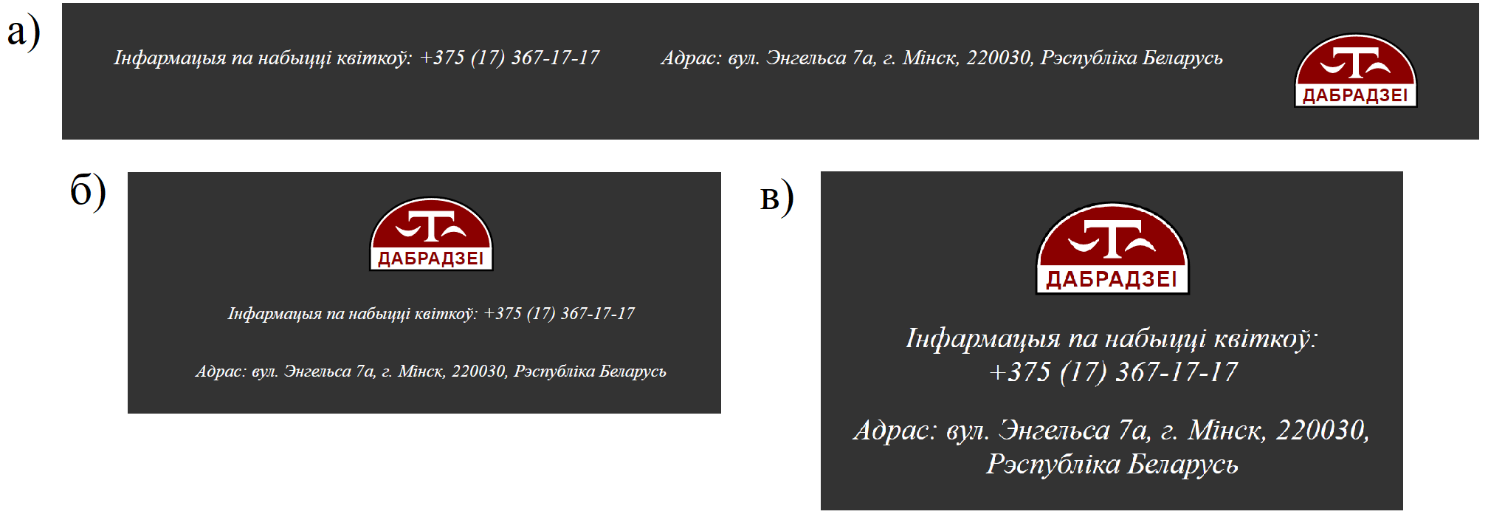 а)
Інфармацыя па набыцці квіткоў: +375 (17) 367-17-17
Адрас: вул. Энгельса 7а, г. Мінск, 220030, Рэспубліка Беларусь
Т
ДАБРАДЗЕІ
б)
Т
ДАБРАДЗЕІ
Інфармацыя па набыцці квіткоў: +375 (17) 367-17-17
Адрас: вул. Энгельса 7а, г. Мінск, 220030, Рэспубліка Беларусь
в)
Т
ДАБРАДЗЕІ
Інфармацыя па набыцці квіткоў:
+375 (17) 367-17-17
Адрас: вул. Энгельса 7а, г. Мінск, 220030,
Рэспубліка Беларусь